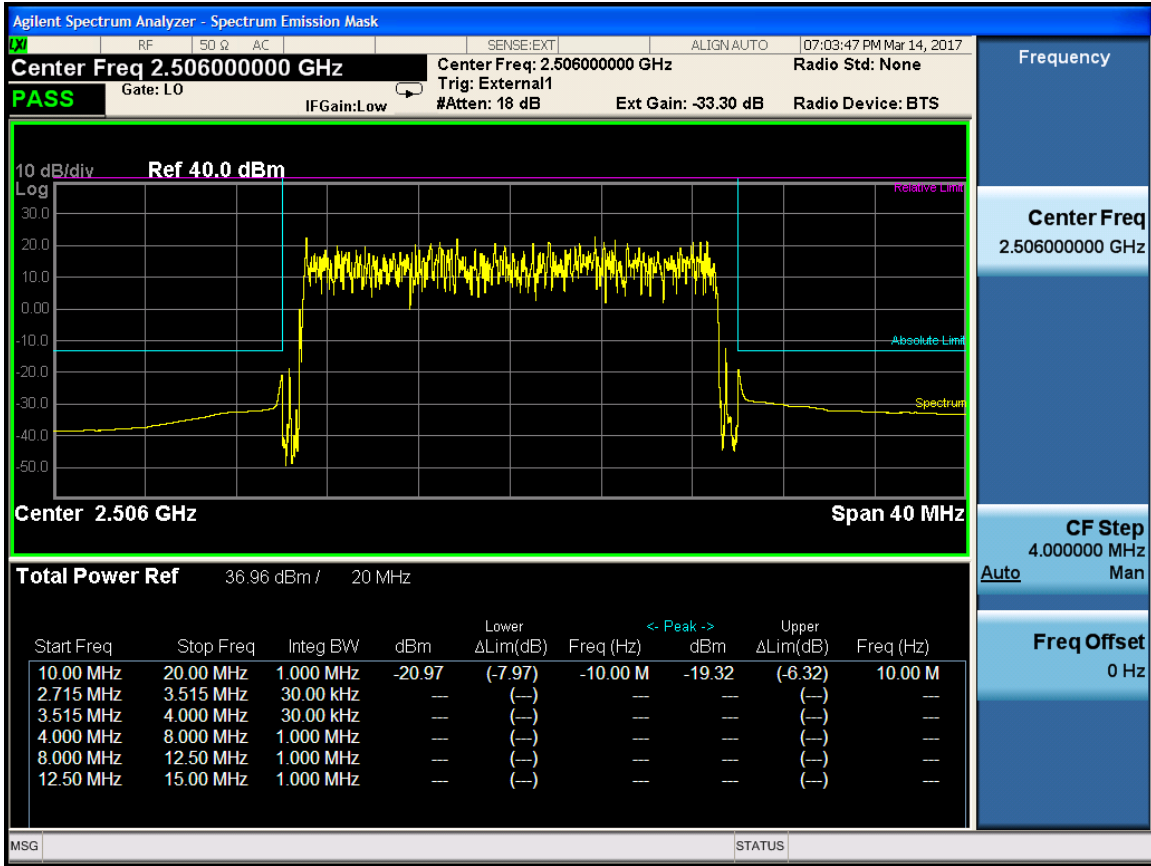 Agilent Spectrum Analyzer - Spectrum Emission Mask
LXI RF 50 Ω AC SENSE:EXT ALIGN AUTO 07:03:47 PM Mar 14, 2017
Center Freq 2.506000000 GHz Center Freq: 2.506000000 GHz Radio Std: None
Gate: LO Trig: External1
PASS IFGain:Low #Atten: 18 dB Ext Gain: -33.30 dB Radio Device: BTS
10 dB/div Ref 40.0 dBm
Log
Relative Limit
30.0
20.0
10.0
0.00
-10.0
Absolute Limit
-20.0
-30.0
Spectrum
-40.0
-50.0
Center 2.506 GHz Span 40 MHz
Total Power Ref 36.96 dBm / 20 MHz
Lower <- Peak -> Upper
Start Freq Stop Freq Integ BW dBm ΔLim(dB) Freq (Hz) dBm ΔLim(dB) Freq (Hz)
10.00 MHz 20.00 MHz 1.000 MHz -20.97 (-7.97) -10.00 M -19.32 (-6.32) 10.00 M
2.715 MHz 3.515 MHz 30.00 kHz --- (---) --- --- (---) ---
3.515 MHz 4.000 MHz 30.00 kHz --- (---) --- --- (---) ---
4.000 MHz 8.000 MHz 1.000 MHz --- (---) --- --- (---) ---
8.000 MHz 12.50 MHz 1.000 MHz --- (---) --- --- (---) ---
12.50 MHz 15.00 MHz 1.000 MHz --- (---) --- --- (---) ---
MSG STATUS
Frequency
Center Freq
2.506000000 GHz
CF Step
4.000000 MHz
Auto Man
Freq Offset
0 Hz